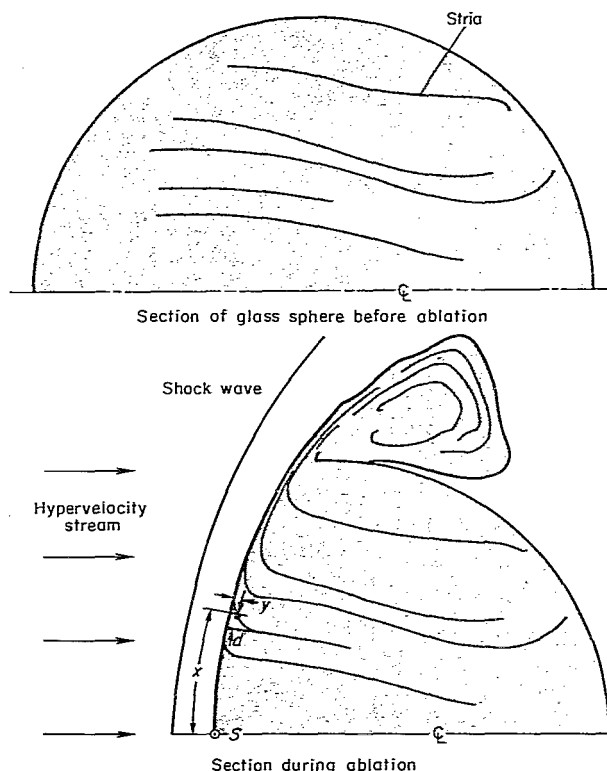 Stria
℄
Section of glass sphere before ablation
Shock wave
Hypervelocity
stream
y
d
x
S
℄
Section during ablation